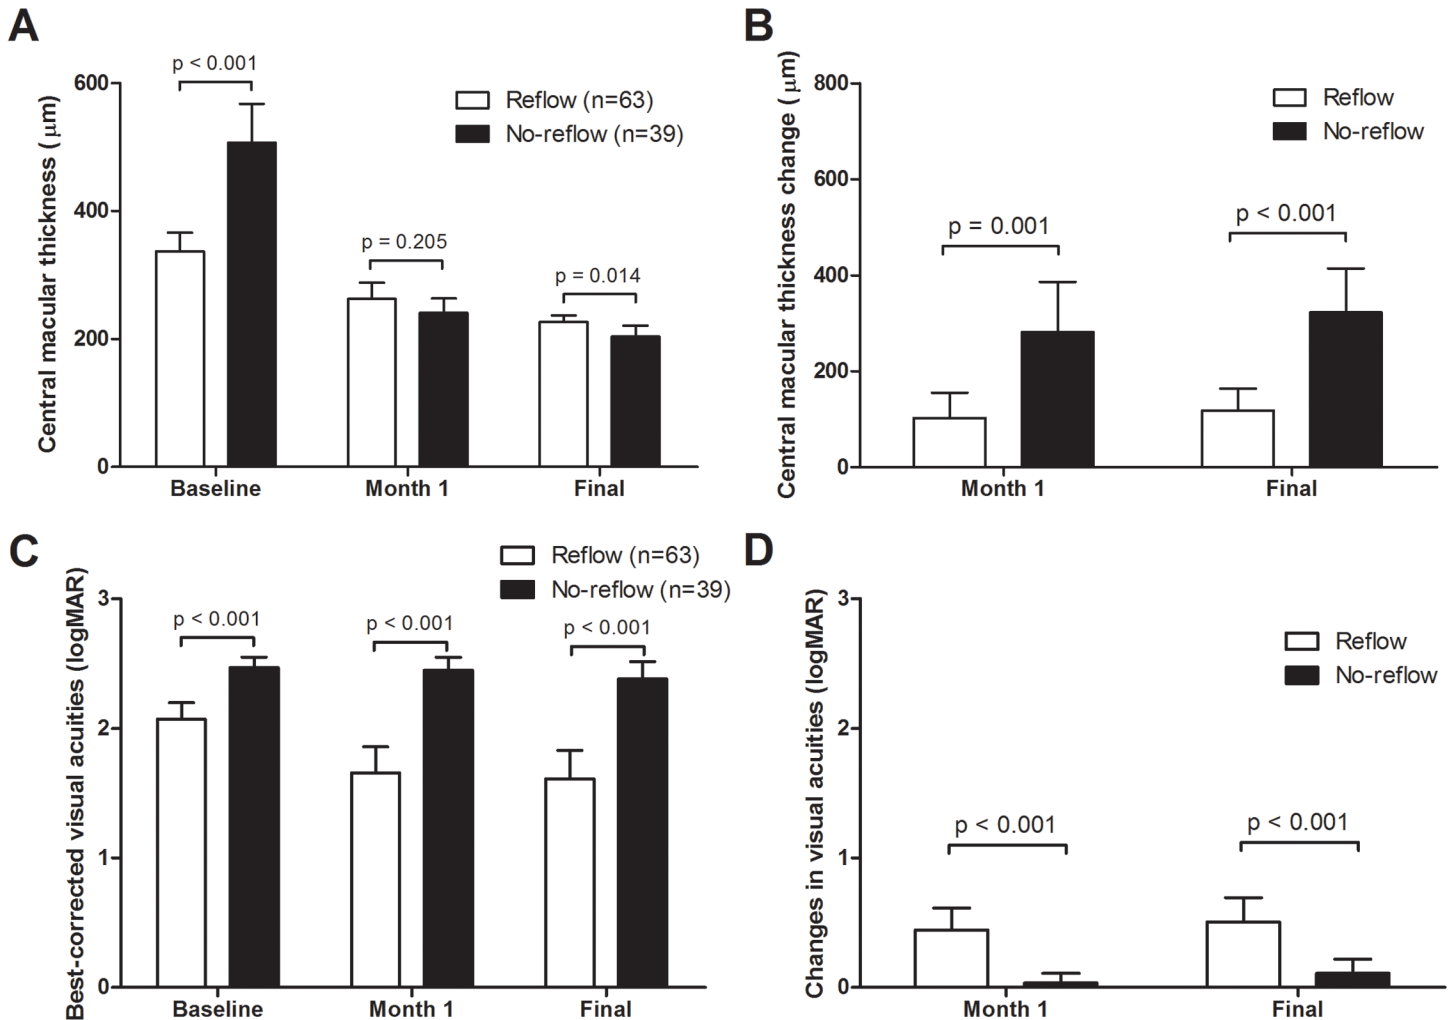 A
p < 0.001
600
400
200
0
Central macular thickness (μm)
Reflow (n=63)
No-reflow (n=39)
p = 0.205
p = 0.014
Baseline
Month 1
Final
B
800
600
400
200
0
Central macular thickness change (μm)
Reflow
No-reflow
p = 0.001
p < 0.001
Month 1
Final
C
Reflow (n=63)
No-reflow (n=39)
3
2
1
0
Best-corrected visual acuities (logMAR)
p < 0.001
p < 0.001
p < 0.001
Baseline
Month 1
Final
D
3
2
1
0
Changes in visual acuities (logMAR)
Reflow
No-reflow
p < 0.001
p < 0.001
Month 1
Final